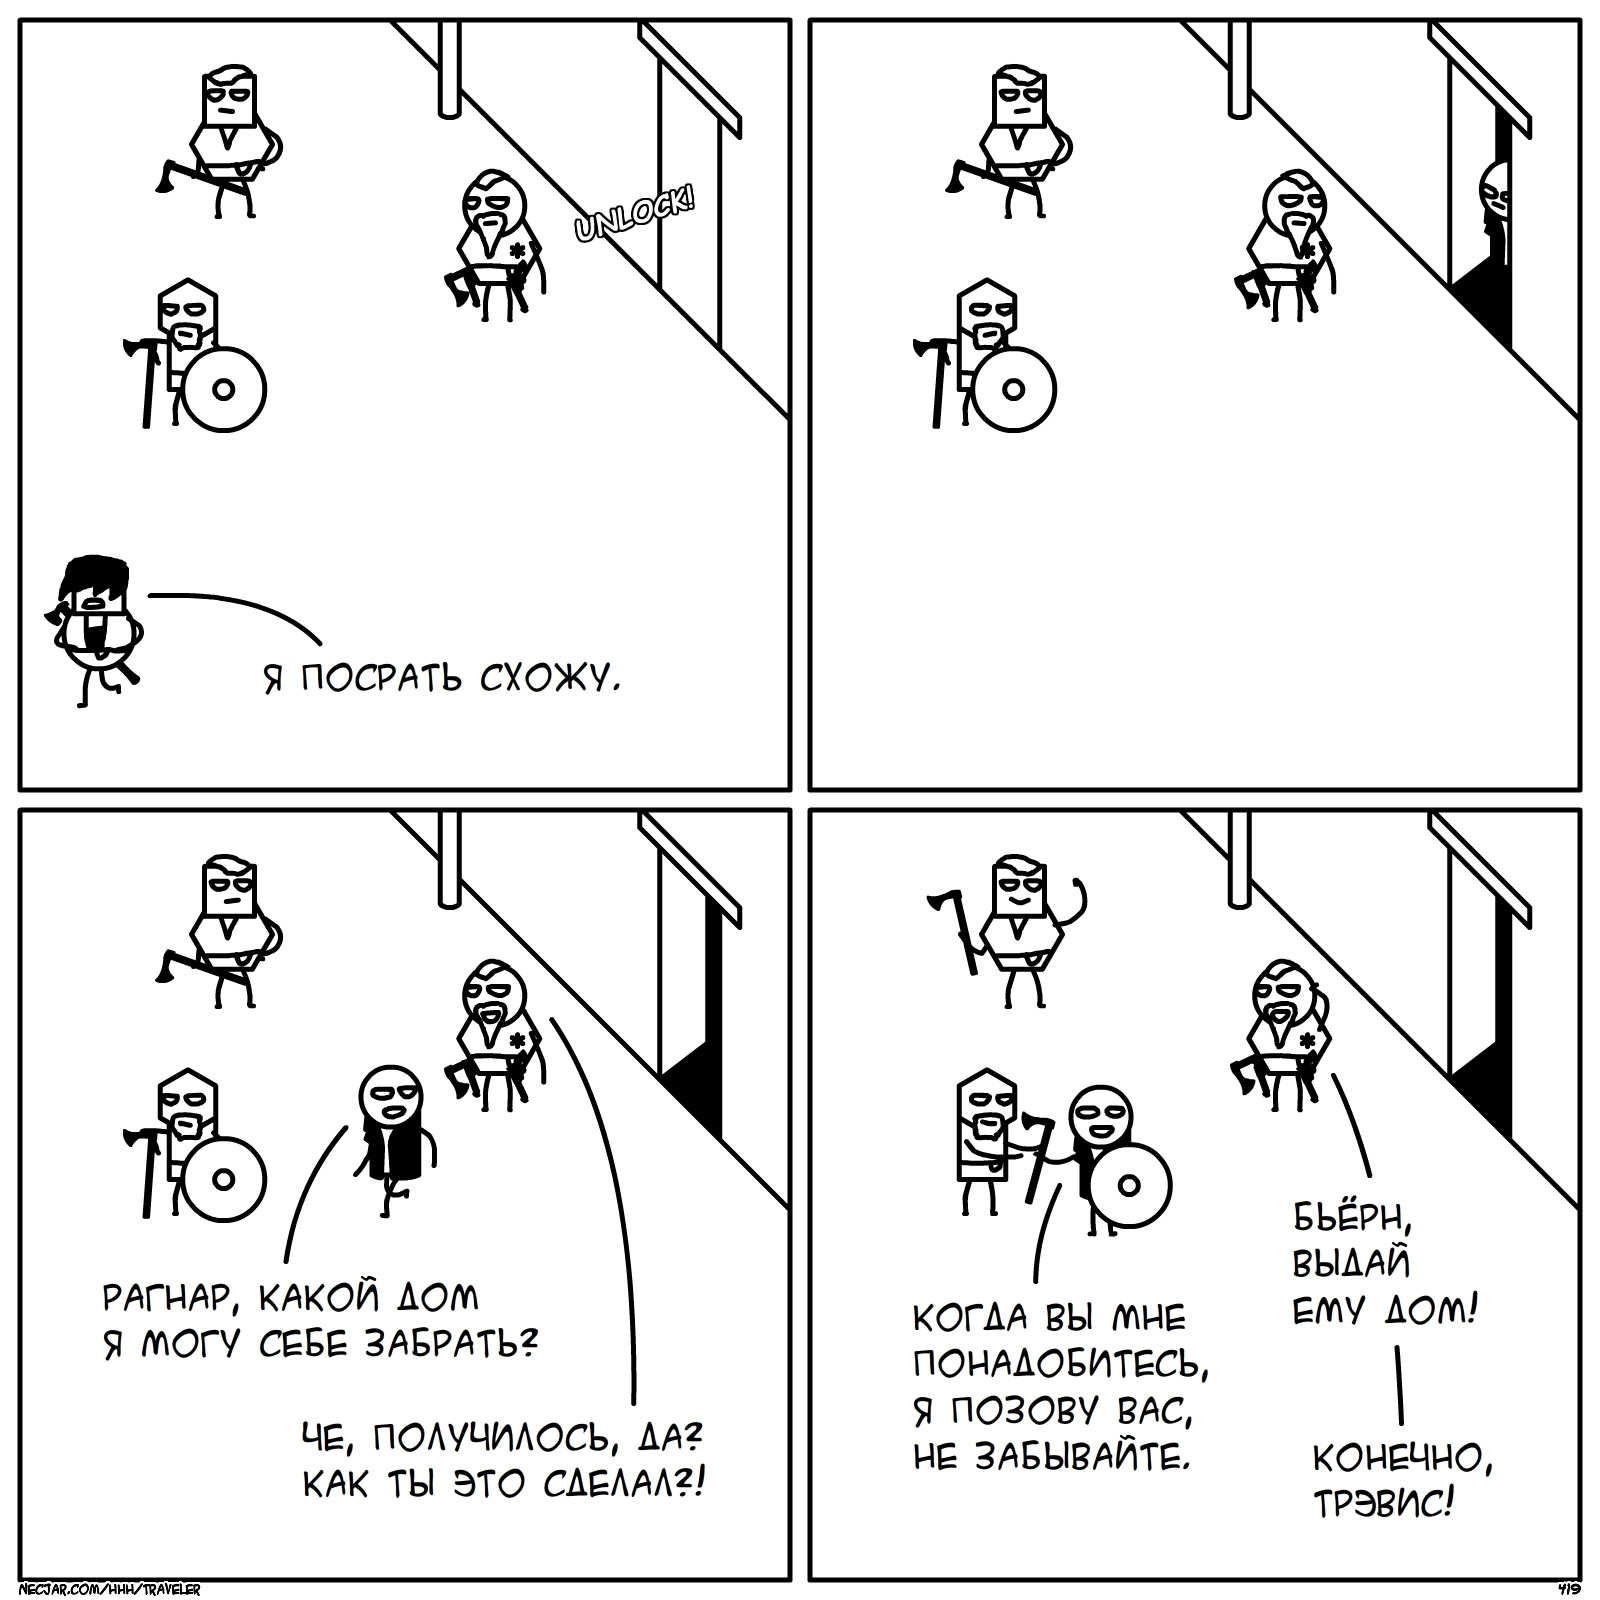 UNLOCK!
Я ПОСРАТЬ СХОЖУ.
РАГНАР, КАКОЙ ДОМ
Я МОГУ СЕБЕ ЗАБРАТЬ?
ЧЕ, ПОЛУЧИЛОСЬ, ДА?
КАК ТЫ ЭТО СДЕЛАЛ?!
КОГДА ВЫ МНЕ
ПОНАДОБИТЕСЬ,
Я ПОЗОВУ ВАС,
НЕ ЗАБЫВАЙТЕ.
БЬЁРН,
ВЫДАЙ
ЕМУ ДОМ!
КОНЕЧНО,
ТРЭВИС!
NECJAR.COM/HHH/TRAVELER
419